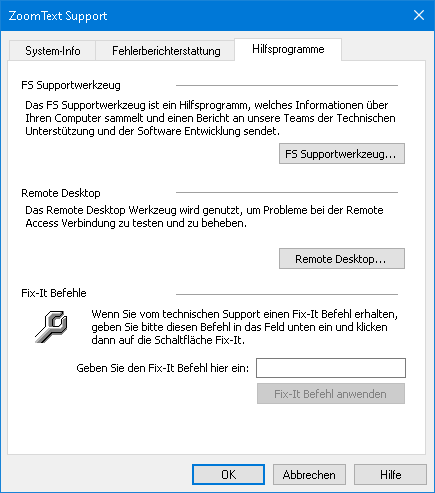 ZoomText Support
System-Info
Fehlerberichterstattung
Hilfsprogramme
FS Supportwerkzeug
Das FS Supportwerkzeug ist ein Hilfsprogramm, welches Informationen über
Ihren Computer sammelt und einen Bericht an unsere Teams der Technischen
Unterstützung und der Software Entwicklung sendet.
FS Supportwerkzeug...
Remote Desktop
Das Remote Desktop Werkzeug wird genutzt, um Probleme bei der Remote
Access Verbindung zu testen und zu beheben.
Remote Desktop...
Fix-It Befehle
Wenn Sie vom technischen Support einen Fix-It Befehl erhalten,
geben Sie bitte diesen Befehl in das Feld unten ein und klicken
dann auf die Schaltfläche Fix-It.
Geben Sie den Fix-It Befehl hier ein:
Fix-It Befehl anwenden
OK
Abbrechen
Hilfe